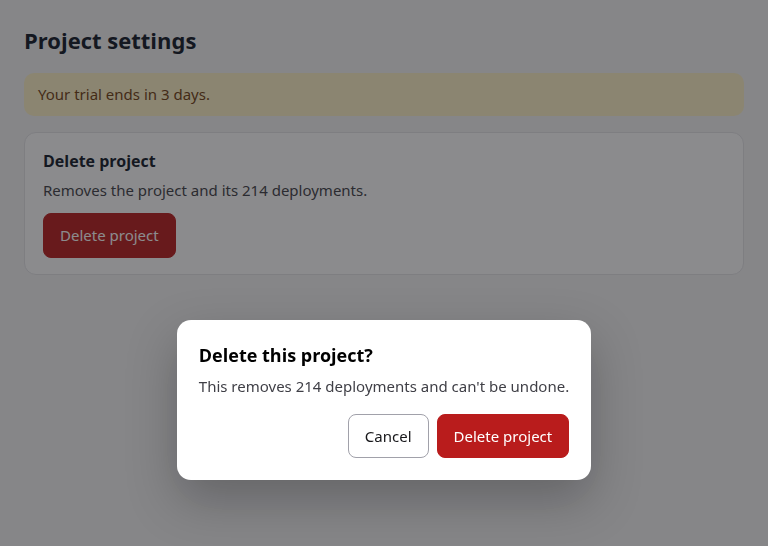 Project settings
Your trial ends in 3 days.
Delete project
Removes the project and its 214 deployments.
Delete project
Delete this project?
This removes 214 deployments and can't be undone.
Cancel
Delete project